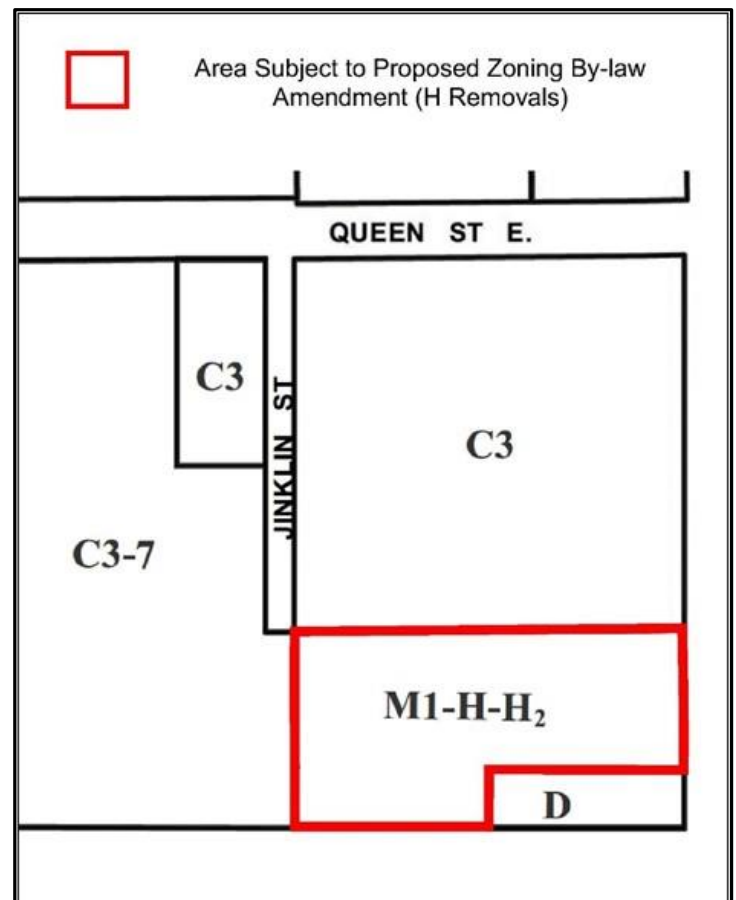 Area Subject to Proposed Zoning By-law
Amendment (H Removals)
QUEEN ST E.
C3
JINKLIN ST
C3
C3-7
M1-H-H₂
D